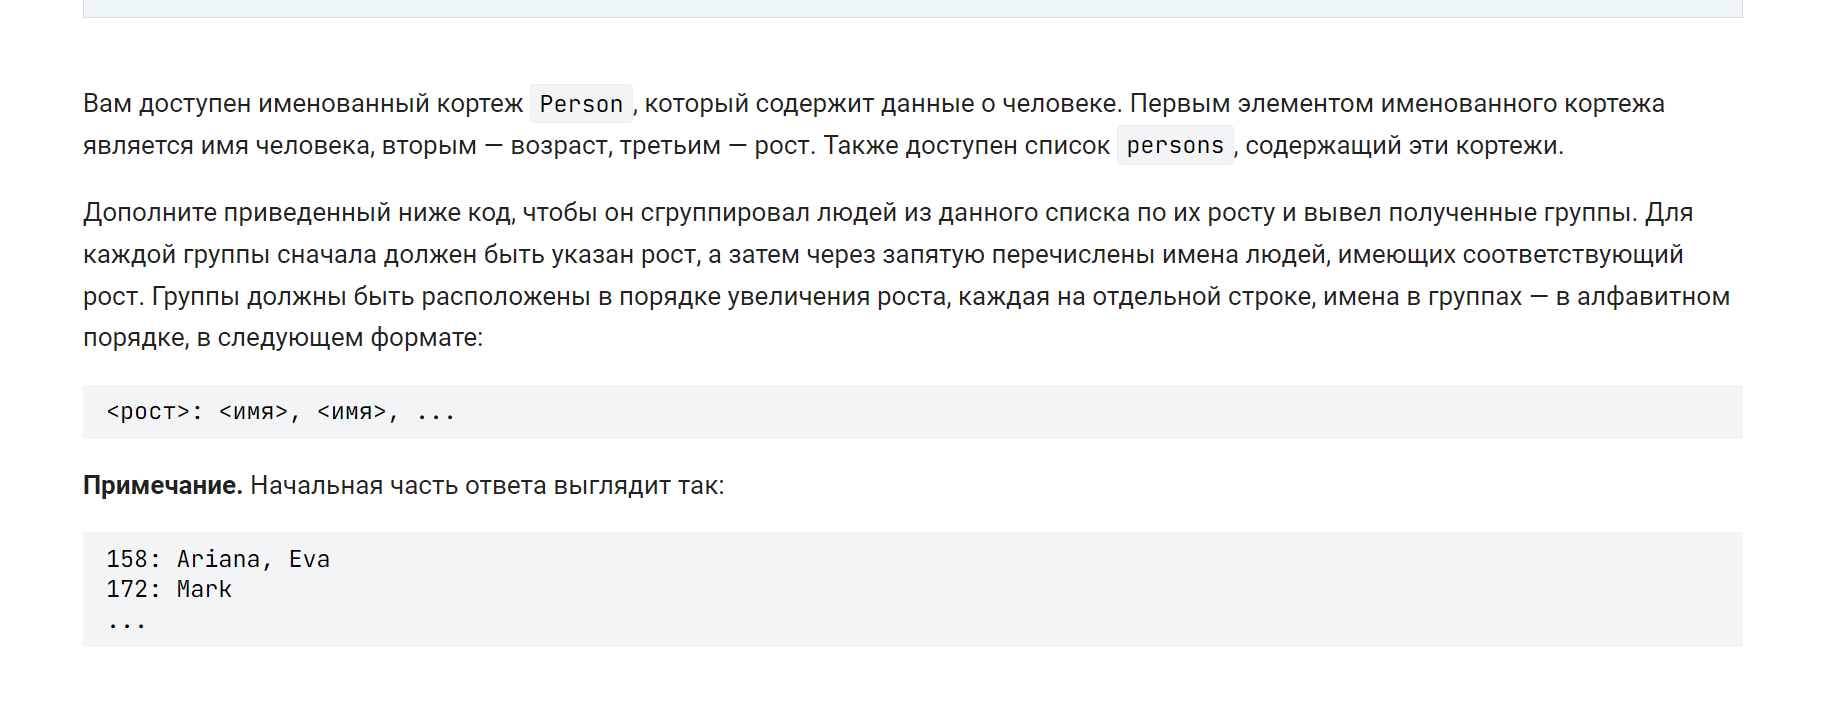 Вам доступен именованный кортеж Person, который содержит данные о человеке. Первым элементом именованного кортежа
является имя человека, вторым — возраст, третьим — рост. Также доступен список persons, содержащий эти кортежи.
Дополните приведенный ниже код, чтобы он сгруппировал людей из данного списка по их росту и вывел полученные группы. Для
каждой группы сначала должен быть указан рост, а затем через запятую перечислены имена людей, имеющих соответствующий
рост. Группы должны быть расположены в порядке увеличения роста, каждая на отдельной строке, имена в группах — в алфавитном
порядке, в следующем формате:
<рост>: <имя>, <имя>, ...
Примечание. Начальная часть ответа выглядит так:
158: Ariana, Eva
172: Mark
...